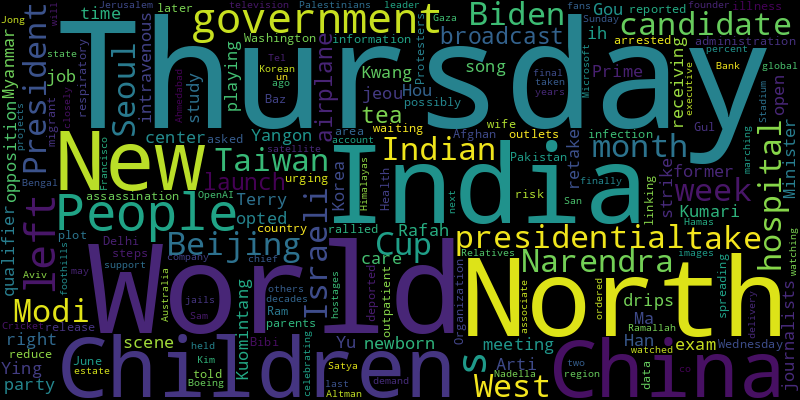 Thursday
India
World
North
New
Children
China
People
government
candidate
Biden
presidential
take
Taiwan
Indian
Narendra
Modi
Beijing
Cup
West
President
Seoul
left
Israeli
hospital
month
week
broadcast
launch
tea
airplane
Kuomintang
Korea
Rafah
retake
strike
Prime
Minister
open
journalists
receiving
Kumari
former
song
Kwang
jeou
Hou
Gou
ih
playing
study
intravenous
job
time
Jerusalem
later
television
Palestinians
leader
Gaza
Sunday
fans
reported
founder
illness
Jong
state
will
Myanmar
opposition
respiratory
projects
migrant
closely
Washington
Korean
un
ago
Baz
Tel
Ahmedabad
information
Protesters
possibly
final
taken
years
Microsoft
arrested
administration
percent
Bank
global
executive
Stadium
day
Gul
marching
center
asked
Yangon
area
account
waiting
Afghan
wife
outlets
infection
Pakistan
Health
Himalayas
satellite
urging
Francisco
assassination
OpenAI
Terry
opted
country
rallied
next
risk
finally
San
linking
Hamas
watching
qualifier
plot
Delhi
steps
support
company
chief
Bengal
foothills
Aviv
may
Australia
others
decades
jails
Sam
Ram
parents
hostages
deported
care
outpatient
Organization
Relatives
images
drips
Ma
Ramallah
ordered
spreading
delivery
Cricket
release
right
reduce
scene
Ying
party
June
estate
held
told
Kim
Boeing
Bibi
Yu
newborn
celebrating
Satya
last
Altman
demand
s
meeting
Arti
Nadella
associate
Han
exam
watched
Wednesday
two
region
data
co